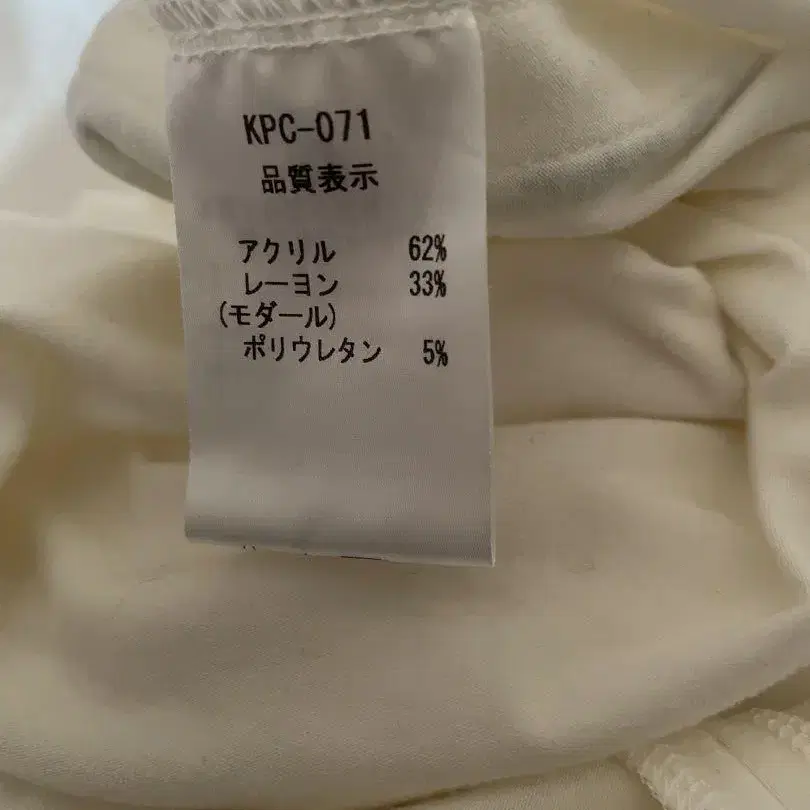 KPC-071
品質表示
アクリル 62%
レーヨン 33%
(モダール)
ポリウレタン 5%